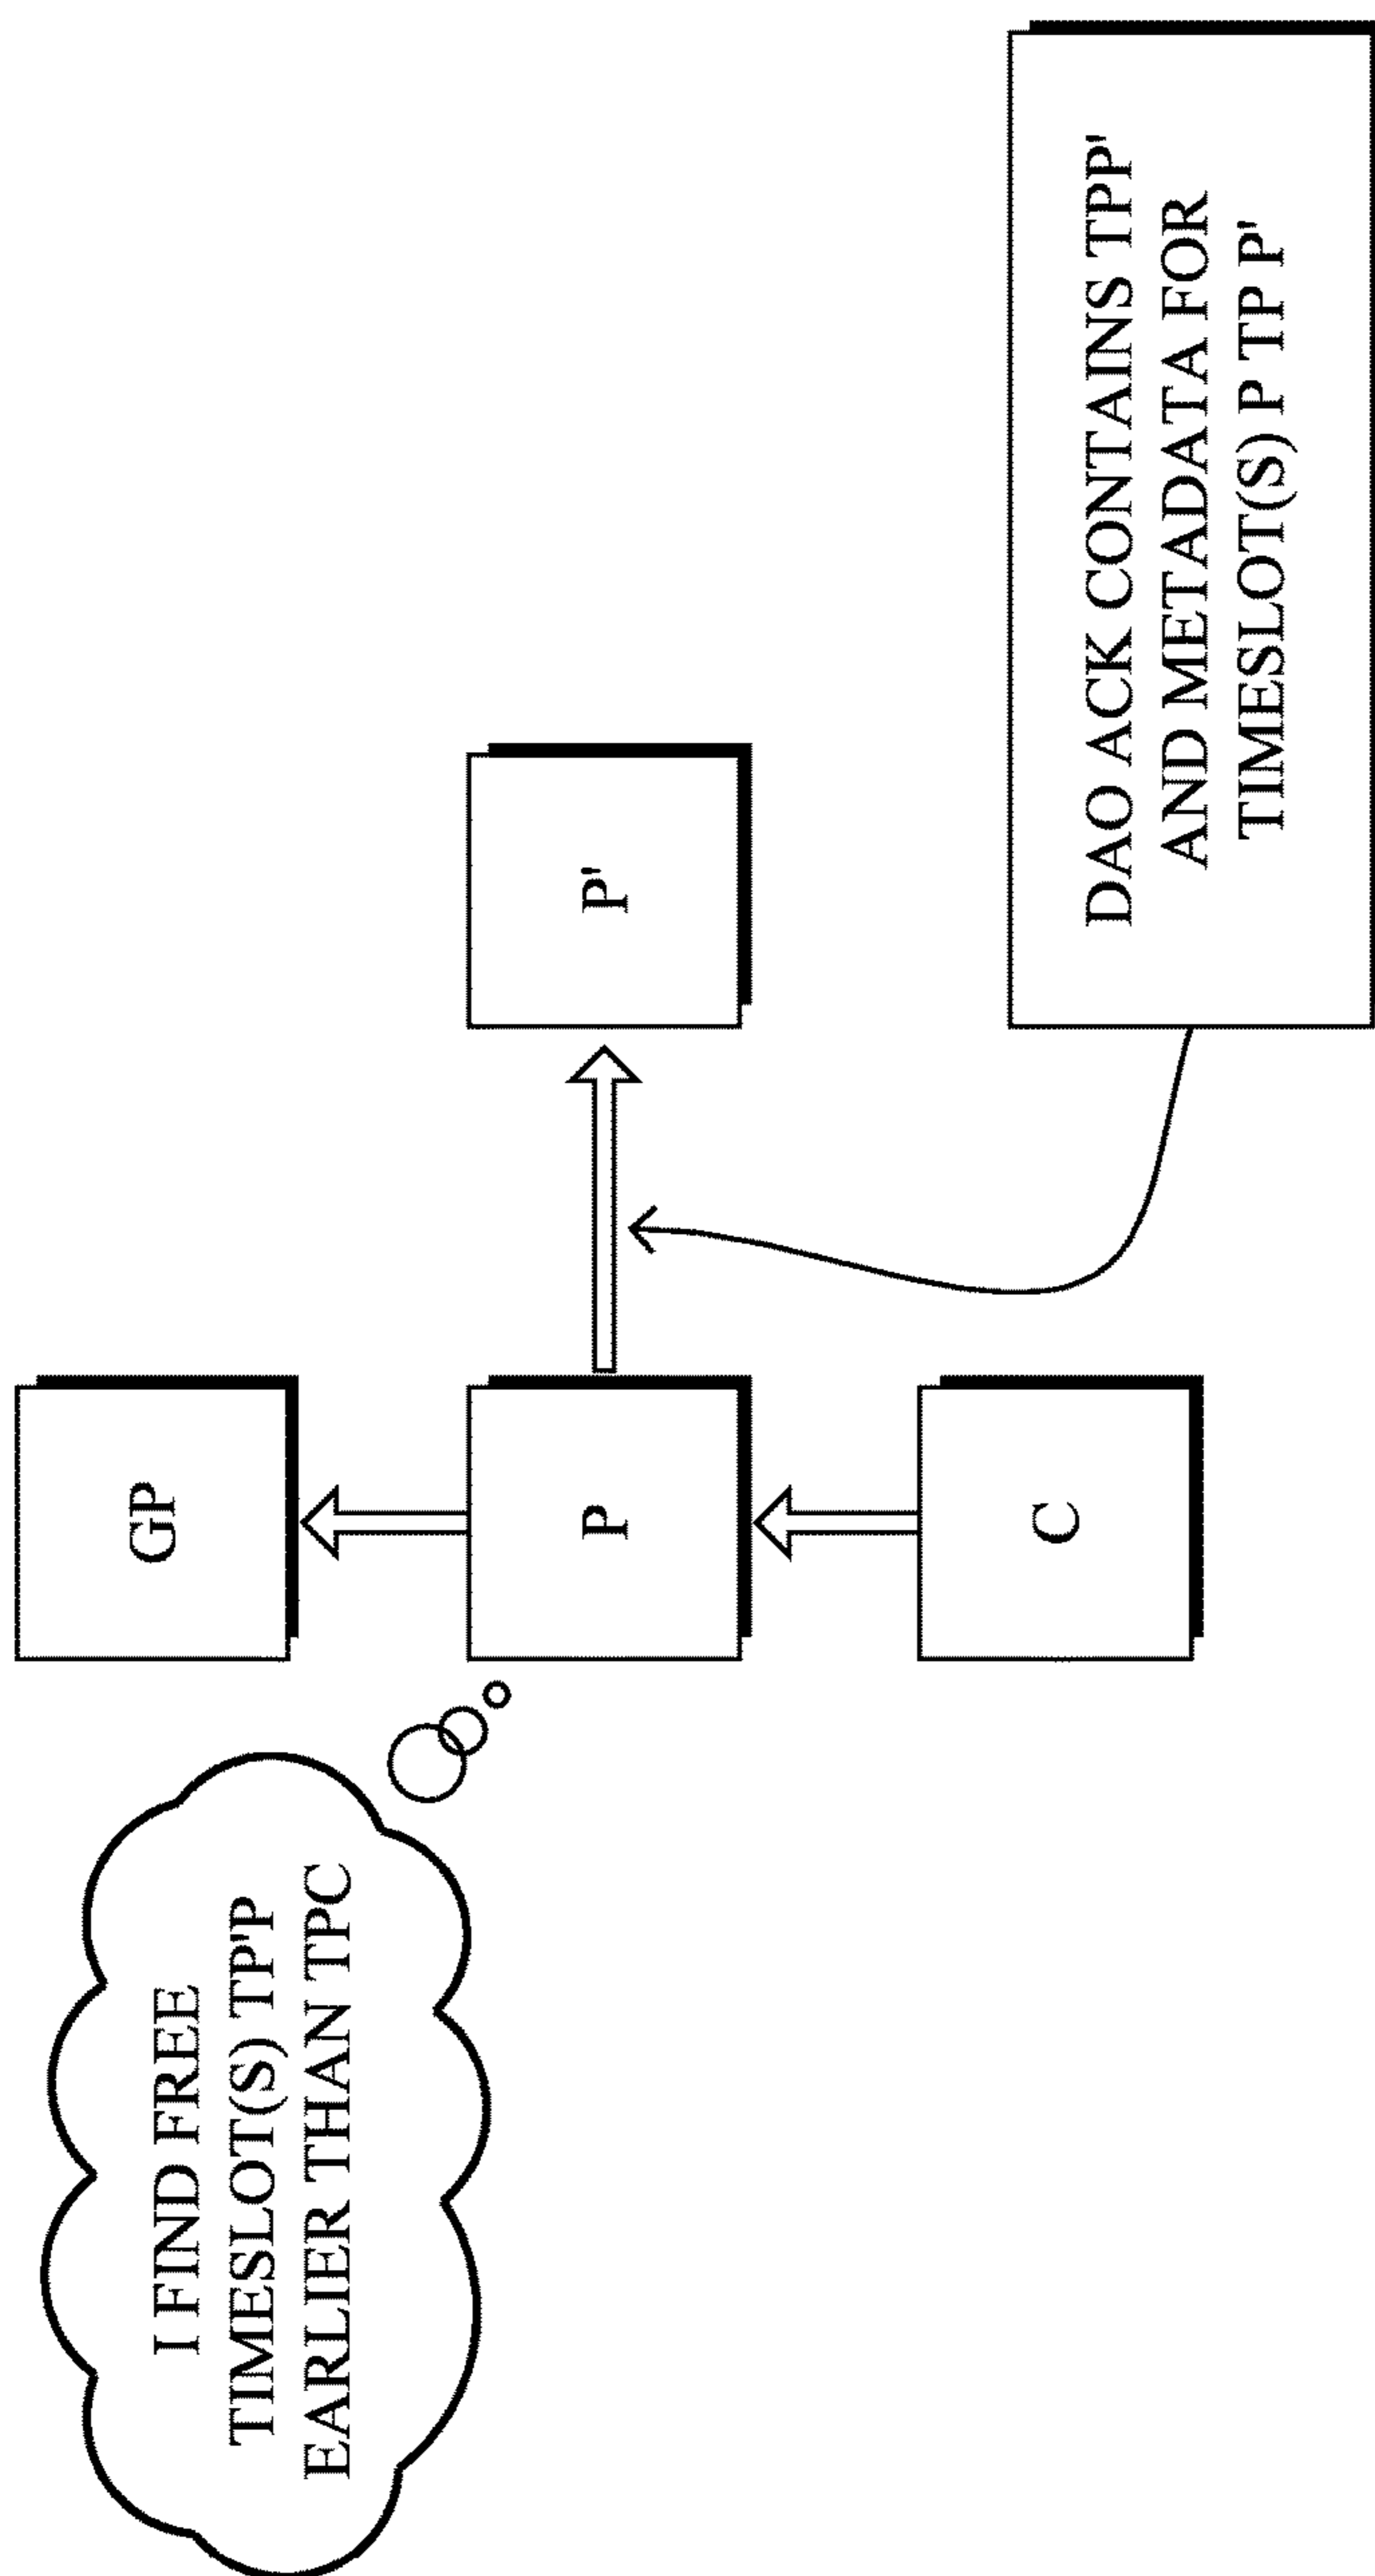 I FIND FREE
TIMESLOT(S) TP'P
EARLIER THAN TPC
GP
P
P'
C
DAO ACK CONTAINS TPP'
AND METADATA FOR
TIMESLOT(S) P TP P'